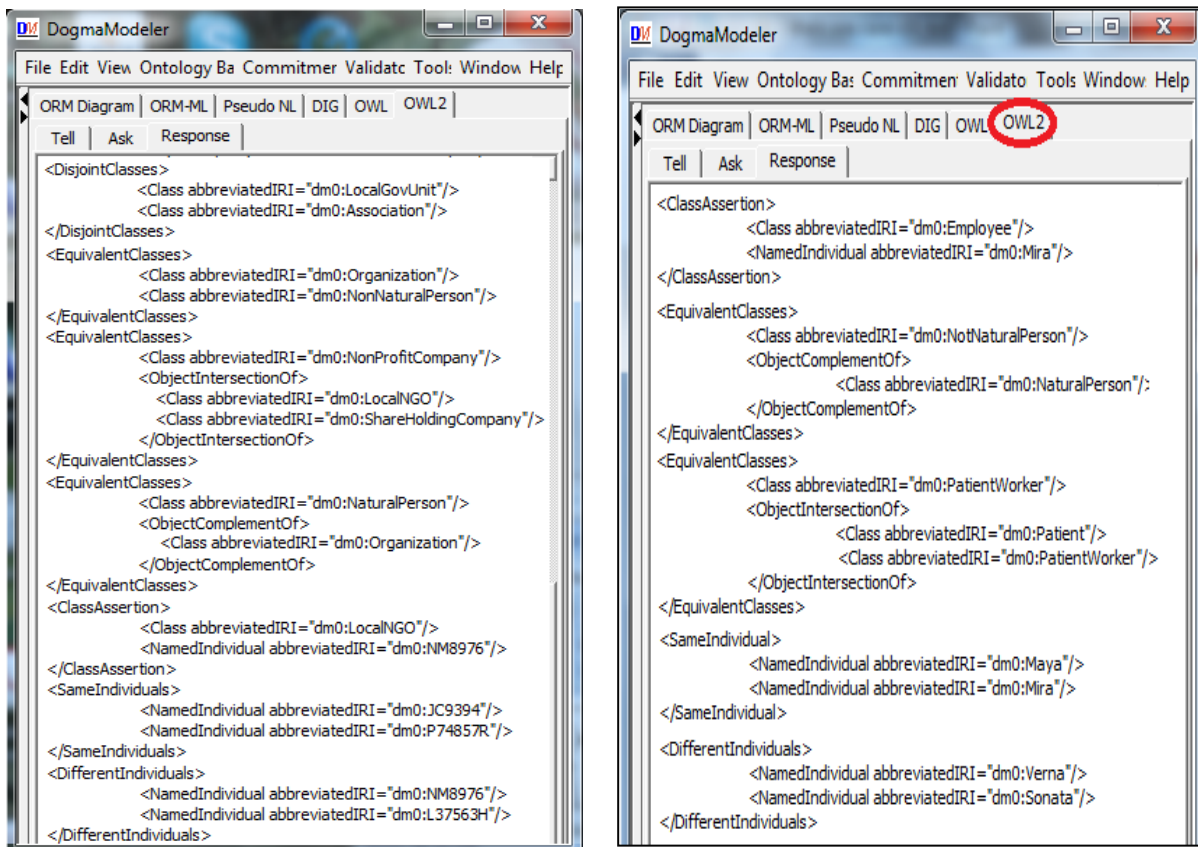 DM DogmaModeler
File Edit View Ontology Ba Commitmer Validatc Tool: Window Help
ORM Diagram | ORM-ML | Pseudo NL | DIG | OWL OWL2
Tell | Ask Response
<DisjointClasses>
<Class abbreviatedIRI="dm0:LocalGovUnit"/>
<Class abbreviatedIRI="dm0:Association"/>
</DisjointClasses>
<EquivalentClasses>
<Class abbreviatedIRI="dm0:Organization"/>
<Class abbreviatedIRI="dm0:NonNaturalPerson"/>
</EquivalentClasses>
<EquivalentClasses>
<Class abbreviatedIRI="dm0:NonProfitCompany"/>
<ObjectIntersectionOf>
<Class abbreviatedIRI="dm0:LocalNGO"/>
<Class abbreviatedIRI="dm0:ShareHoldingCompany"/>
</ObjectIntersectionOf>
</EquivalentClasses>
<EquivalentClasses>
<Class abbreviatedIRI="dm0:NaturalPerson"/>
<ObjectComplementOf>
<Class abbreviatedIRI="dm0:Organization"/>
</ObjectComplementOf>
</EquivalentClasses>
<ClassAssertion>
<Class abbreviatedIRI="dm0:LocalNGO"/>
<NamedIndividual abbreviatedIRI="dm0:NM8976"/>
</ClassAssertion>
<SameIndividuals>
<NamedIndividual abbreviatedIRI="dm0:JC9394"/>
<NamedIndividual abbreviatedIRI="dm0:P74857R"/>
</SameIndividuals>
<DifferentIndividuals>
<NamedIndividual abbreviatedIRI="dm0:NM8976"/>
<NamedIndividual abbreviatedIRI="dm0:L37563H"/>
</DifferentIndividuals>
DM DogmaModeler
File Edit View Ontology Bas Commitmen Validato Tools Window Help
ORM Diagram | ORM-ML | Pseudo NL | DIG | OWL OWL2
Tell | Ask Response
<ClassAssertion>
<Class abbreviatedIRI="dm0:Employee"/>
<NamedIndividual abbreviatedIRI="dm0:Mira"/>
</ClassAssertion>
<EquivalentClasses>
<Class abbreviatedIRI="dm0:NotNaturalPerson"/>
<ObjectComplementOf>
<Class abbreviatedIRI="dm0:NaturalPerson"/>
</ObjectComplementOf>
</EquivalentClasses>
<EquivalentClasses>
<Class abbreviatedIRI="dm0:PatientWorker"/>
<ObjectIntersectionOf>
<Class abbreviatedIRI="dm0:Patient"/>
<Class abbreviatedIRI="dm0:PatientWorker"/>
</ObjectIntersectionOf>
</EquivalentClasses>
<SameIndividual>
<NamedIndividual abbreviatedIRI="dm0:Maya"/>
<NamedIndividual abbreviatedIRI="dm0:Mira"/>
</SameIndividual>
<DifferentIndividuals>
<NamedIndividual abbreviatedIRI="dm0:Verna"/>
<NamedIndividual abbreviatedIRI="dm0:Sonata"/>
</DifferentIndividuals>